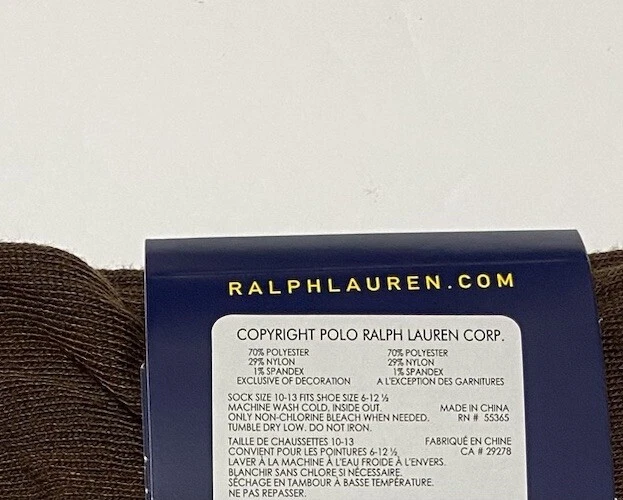 RALPHLAUREN.COM
COPYRIGHT POLO RALPH LAUREN CORP.
70% POLYESTER 70% POLYESTER
29% NYLON 29% NYLON
1% SPANDEX 1% SPANDEX
EXCLUSIVE OF DECORATION A L'EXCEPTION DES GARNITURES
SOCK SIZE 10-13 FITS SHOE SIZE 6-12 ½
MACHINE WASH COLD, INSIDE OUT. MADE IN CHINA
ONLY NON-CHLORINE BLEACH WHEN NEEDED. RN # 55365
TUMBLE DRY LOW. DO NOT IRON.
TAILLE DE CHAUSSETTES 10-13 FABRIQUÉ EN CHINE
CONVIENT POUR LES POINTURES 6-12 ½ CA # 29278
LAVER À LA MACHINE À L'EAU FROIDE À L'ENVERS.
BLANCHIR SANS CHLORE SI NÉCESSAIRE.
SÉCHAGE EN TAMBOUR À BASSE TEMPÉRATURE.
NE PAS REPASSER.